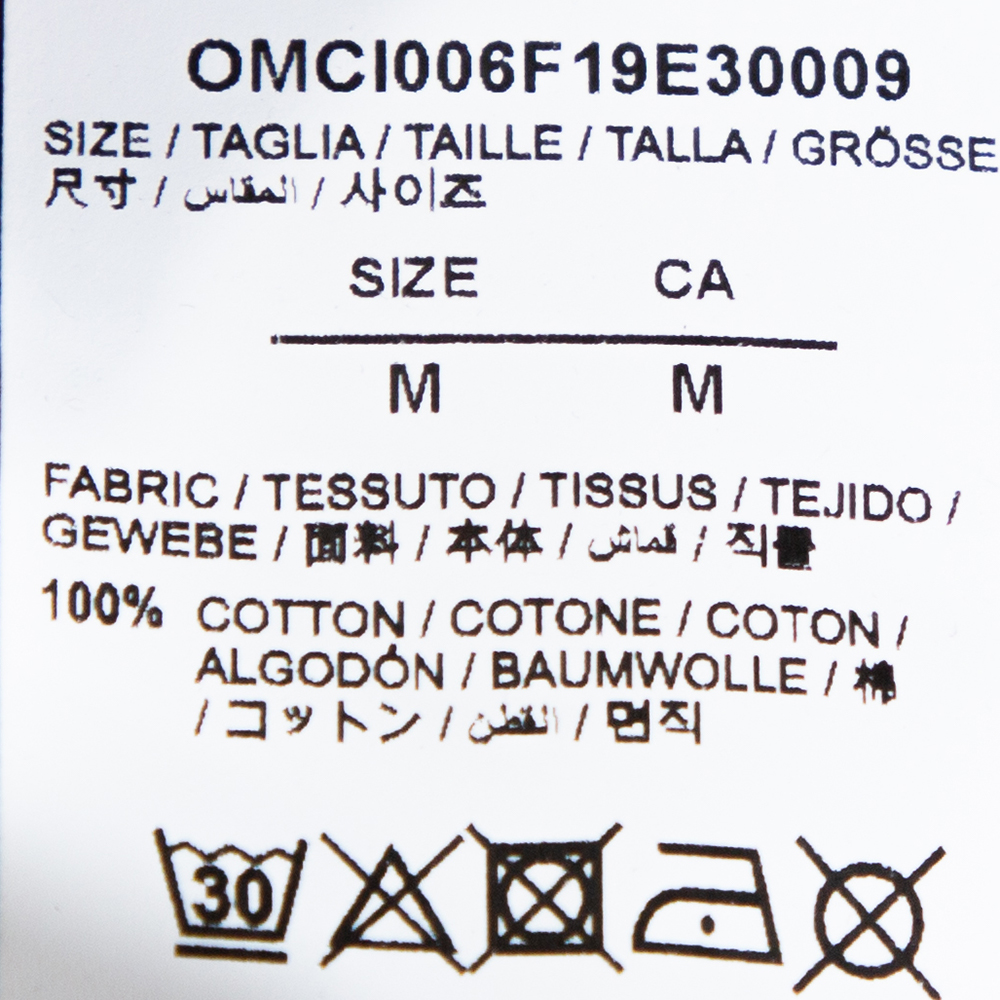 OMCI006F19E30009
SIZE / TAGLIA / TAILLE / TALLA / GRÖSSE
尺寸 / المقاس / 사이즈
SIZE CA
M M
FABRIC / TESSUTO / TISSUS / TEJIDO /
GEWEBE / 面料 / 本体 / قماش / 직물
100% COTTON / COTONE / COTON /
ALGODÓN / BAUMWOLLE / 棉
/ コットン / القطن / 면직
30